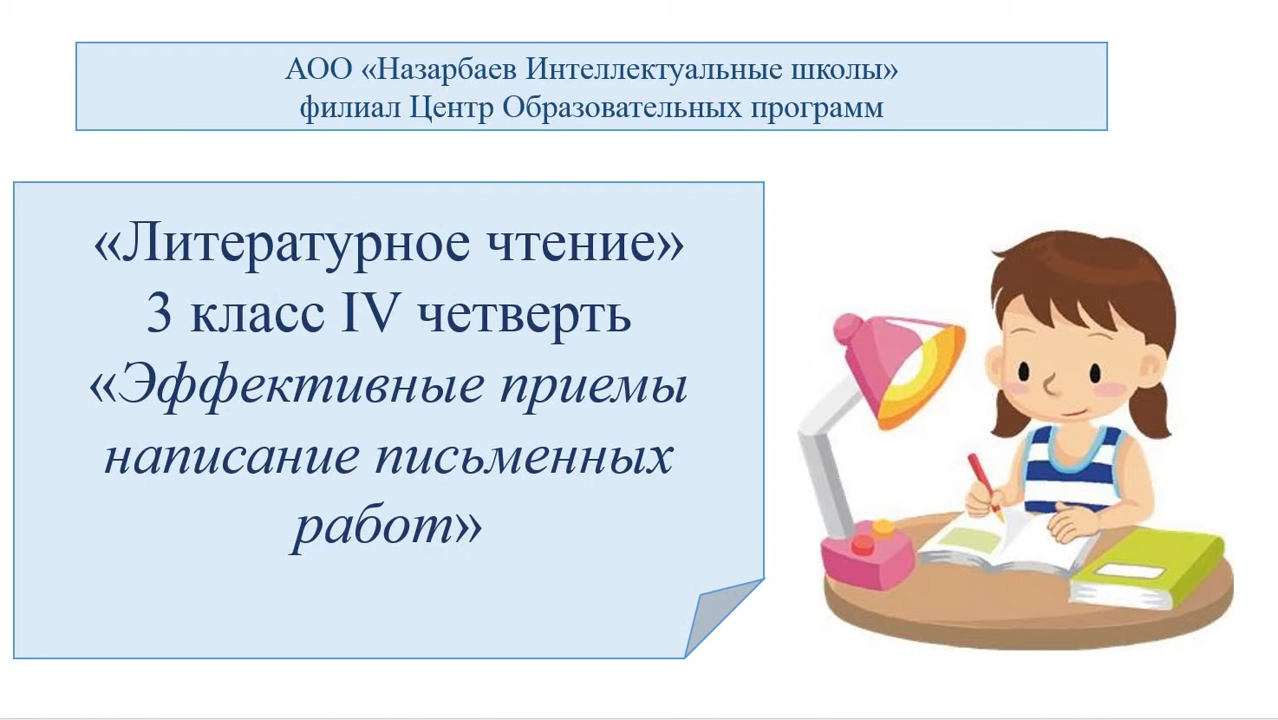 АОО «Назарбаев Интеллектуальные школы»
филиал Центр Образовательных программ
«Литературное чтение»
3 класс IV четверть
«Эффективные приемы
написание письменных
работ»